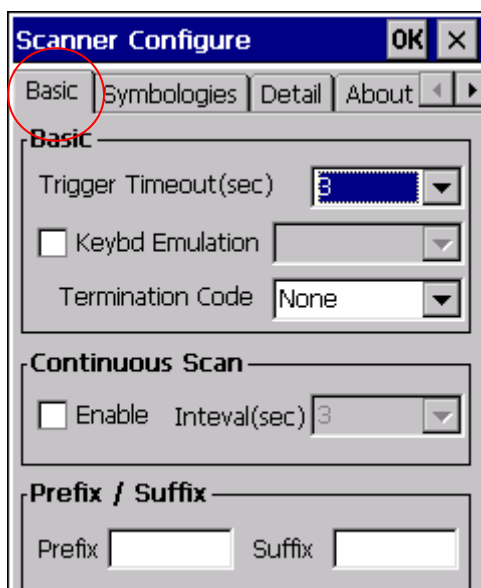 Scanner Configure OK ×
Basic Symbologies Detail About
Basic
Trigger Timeout(sec) 3
Keybd Emulation
Termination Code None
Continuous Scan
Enable Inteval(sec) 3
Prefix / Suffix
Prefix Suffix